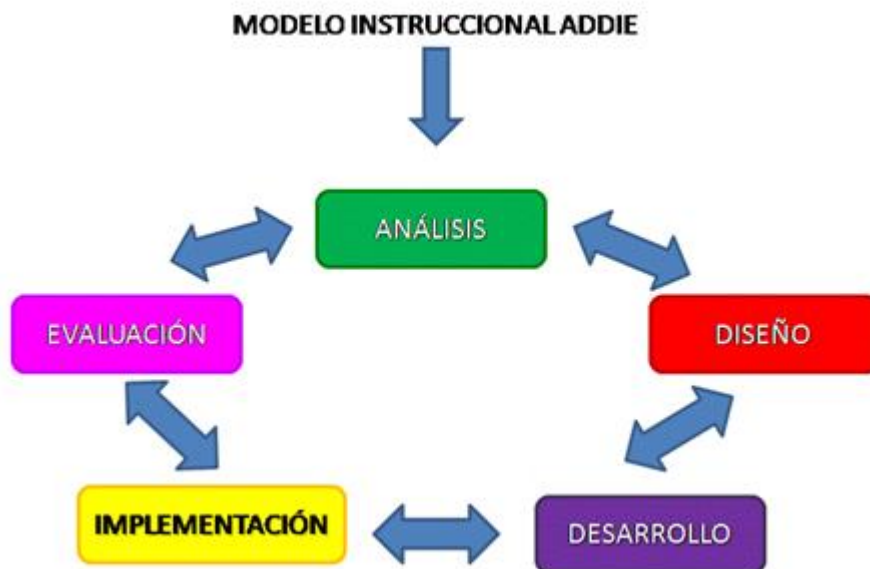 MODELO INSTRUCCIONAL ADDIE
ANÁLISIS
EVALUACIÓN
DISEÑO
IMPLEMENTACIÓN
DESARROLLO